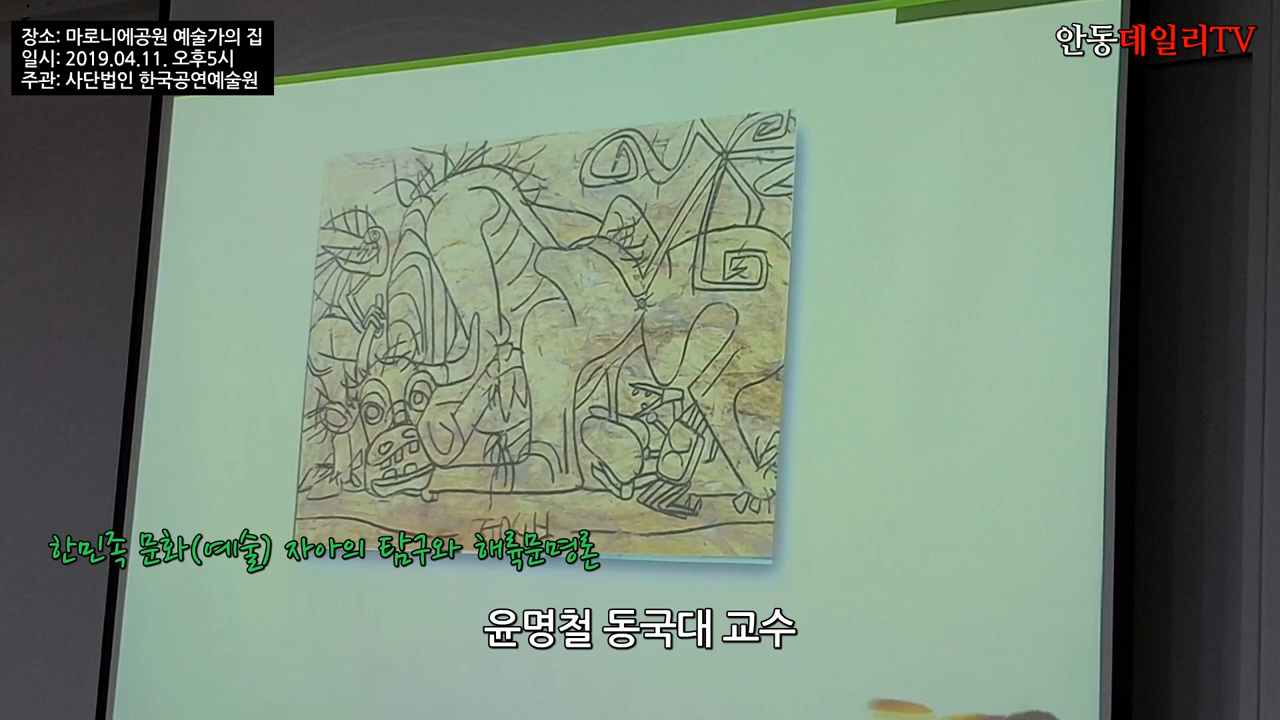 장소: 마로니에공원 예술가의 집
일시: 2019.04.11. 오후5시
주관: 사단법인 한국공연예술원
안동데일리TV
한민족 문화(예술) 자아의 탐구와 해륙문명론
윤명철 동국대 교수